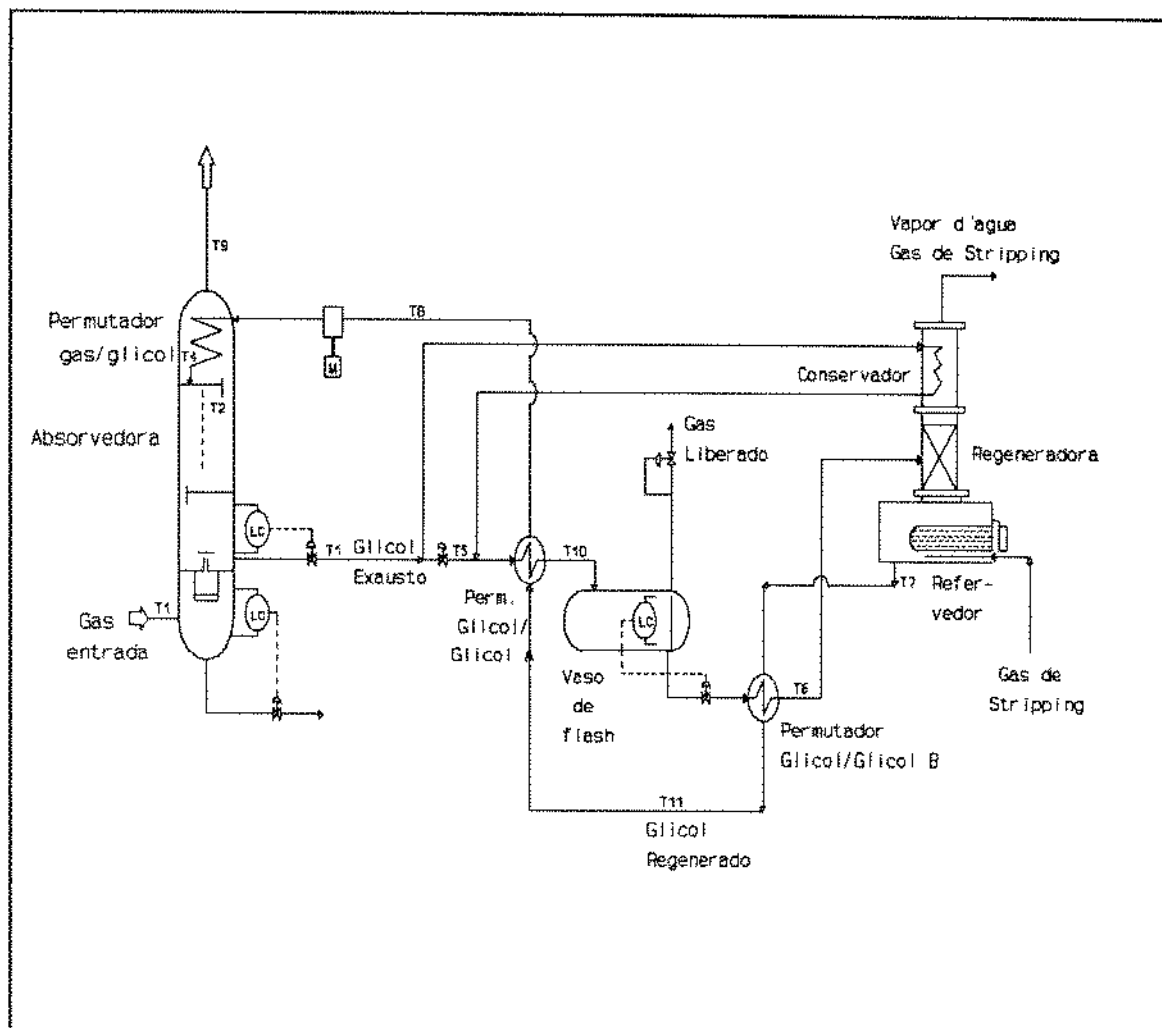 T9
Permutador
gas/glicol
T4
T2
Absorvedora
T8
M
LC
T1
Glicol
Exausto
T5
T10
Gas
entrada
T1
LC
Perm.
Glicol/
Glicol
Vaso
de
flash
LC
Gas
Liberado
Vapor d'agua
Gas de Stripping
Conservador
Regeneradora
T7
Refer-
vedor
Gas de
Stripping
T6
Permutador
Glicol/Glicol B
T11
Glicol
Regenerado